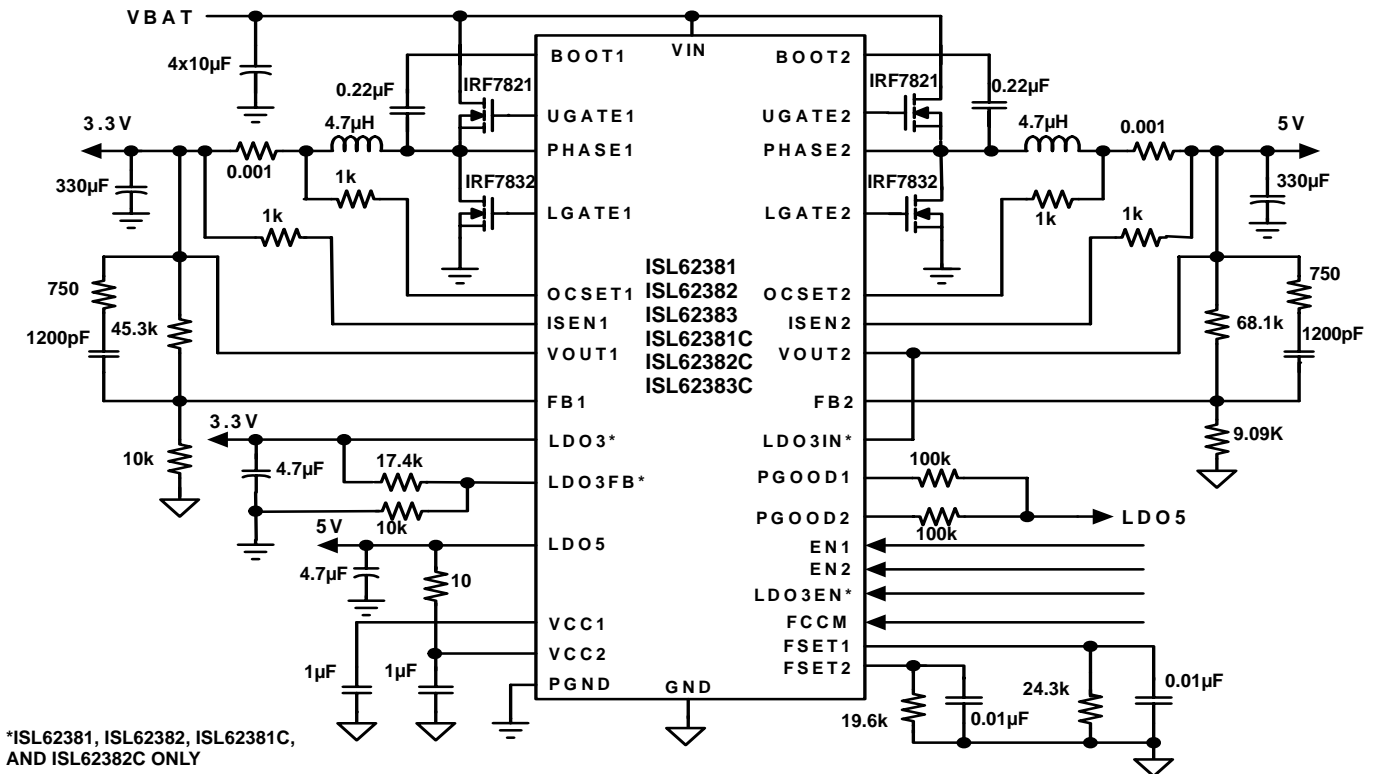 VBAT
4x10µF
3.3V
330µF
0.001
4.7µH
0.22µF
IRF7821
IRF7832
1k
1k
750
1200pF
45.3k
10k
3.3V
4.7µF
17.4k
10k
5V
4.7µF
10
1µF
1µF
VIN
BOOT1
UGATE1
PHASE1
LGATE1
OCSET1
ISEN1
VOUT1
FB1
LDO3*
LDO3FB*
LDO5
VCC1
VCC2
PGND
GND
ISL62381
ISL62382
ISL62383
ISL62381C
ISL62382C
ISL62383C
BOOT2
UGATE2
PHASE2
LGATE2
OCSET2
ISEN2
VOUT2
FB2
LDO3IN*
PGOOD1
PGOOD2
EN1
EN2
LDO3EN*
FCCM
FSET1
FSET2
IRF7821
0.22µF
4.7µH
0.001
5V
IRF7832
330µF
1k
1k
750
68.1k
1200pF
9.09K
100k
100k
LDO5
19.6k
0.01µF
24.3k
0.01µF
*ISL62381, ISL62382, ISL62381C,
AND ISL62382C ONLY